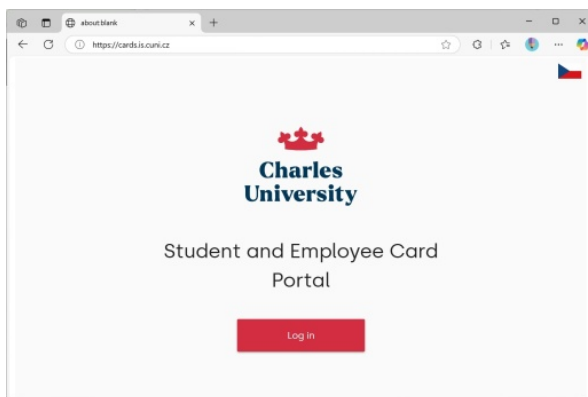 about:blank
https://cards.is.cuni.cz
Charles
University
Student and Employee Card
Portal
Log In